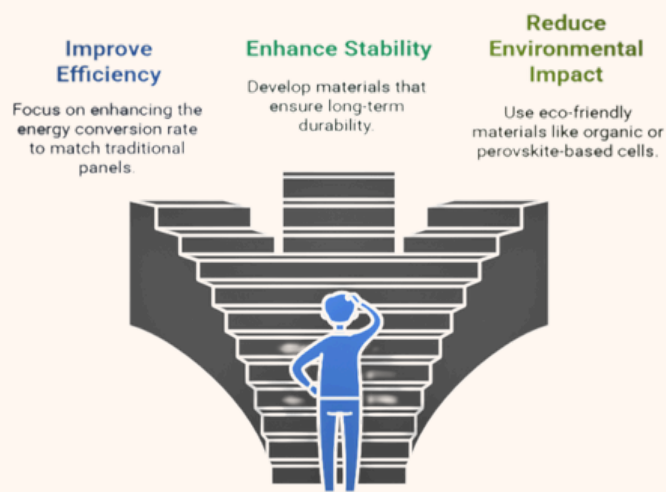 Improve
Efficiency
Focus on enhancing the
energy conversion rate
to match traditional
panels.
Enhance Stability
Develop materials that
ensure long-term
durability.
Reduce
Environmental
Impact
Use eco-friendly
materials like organic or
perovskite-based cells.